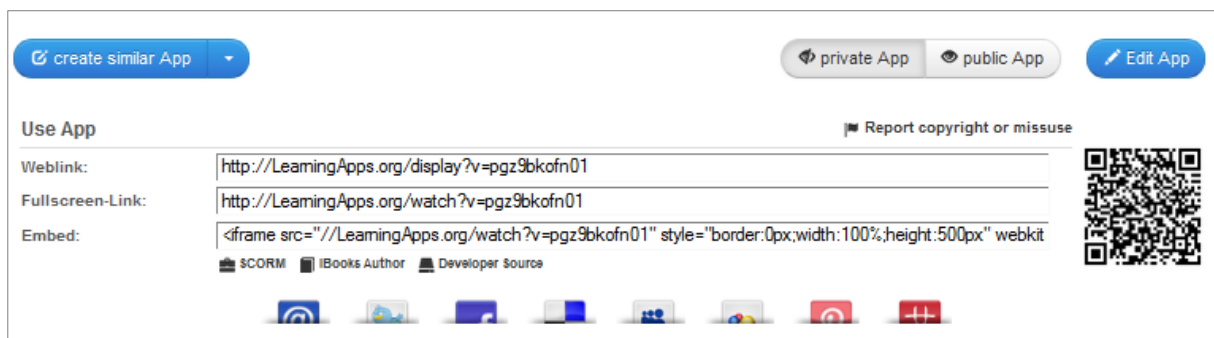 create similar App
private App public App Edit App
Use App
Report copyright or missuse
Weblink: http://LearningApps.org/display?v=pgz9bkofn01
Fullscreen-Link: http://LearningApps.org/watch?v=pgz9bkofn01
Embed: <iframe src="//LearningApps.org/watch?v=pgz9bkofn01" style="border:0px;width:100%;height:500px" webkit
SCORM iBooks Author Developer Source